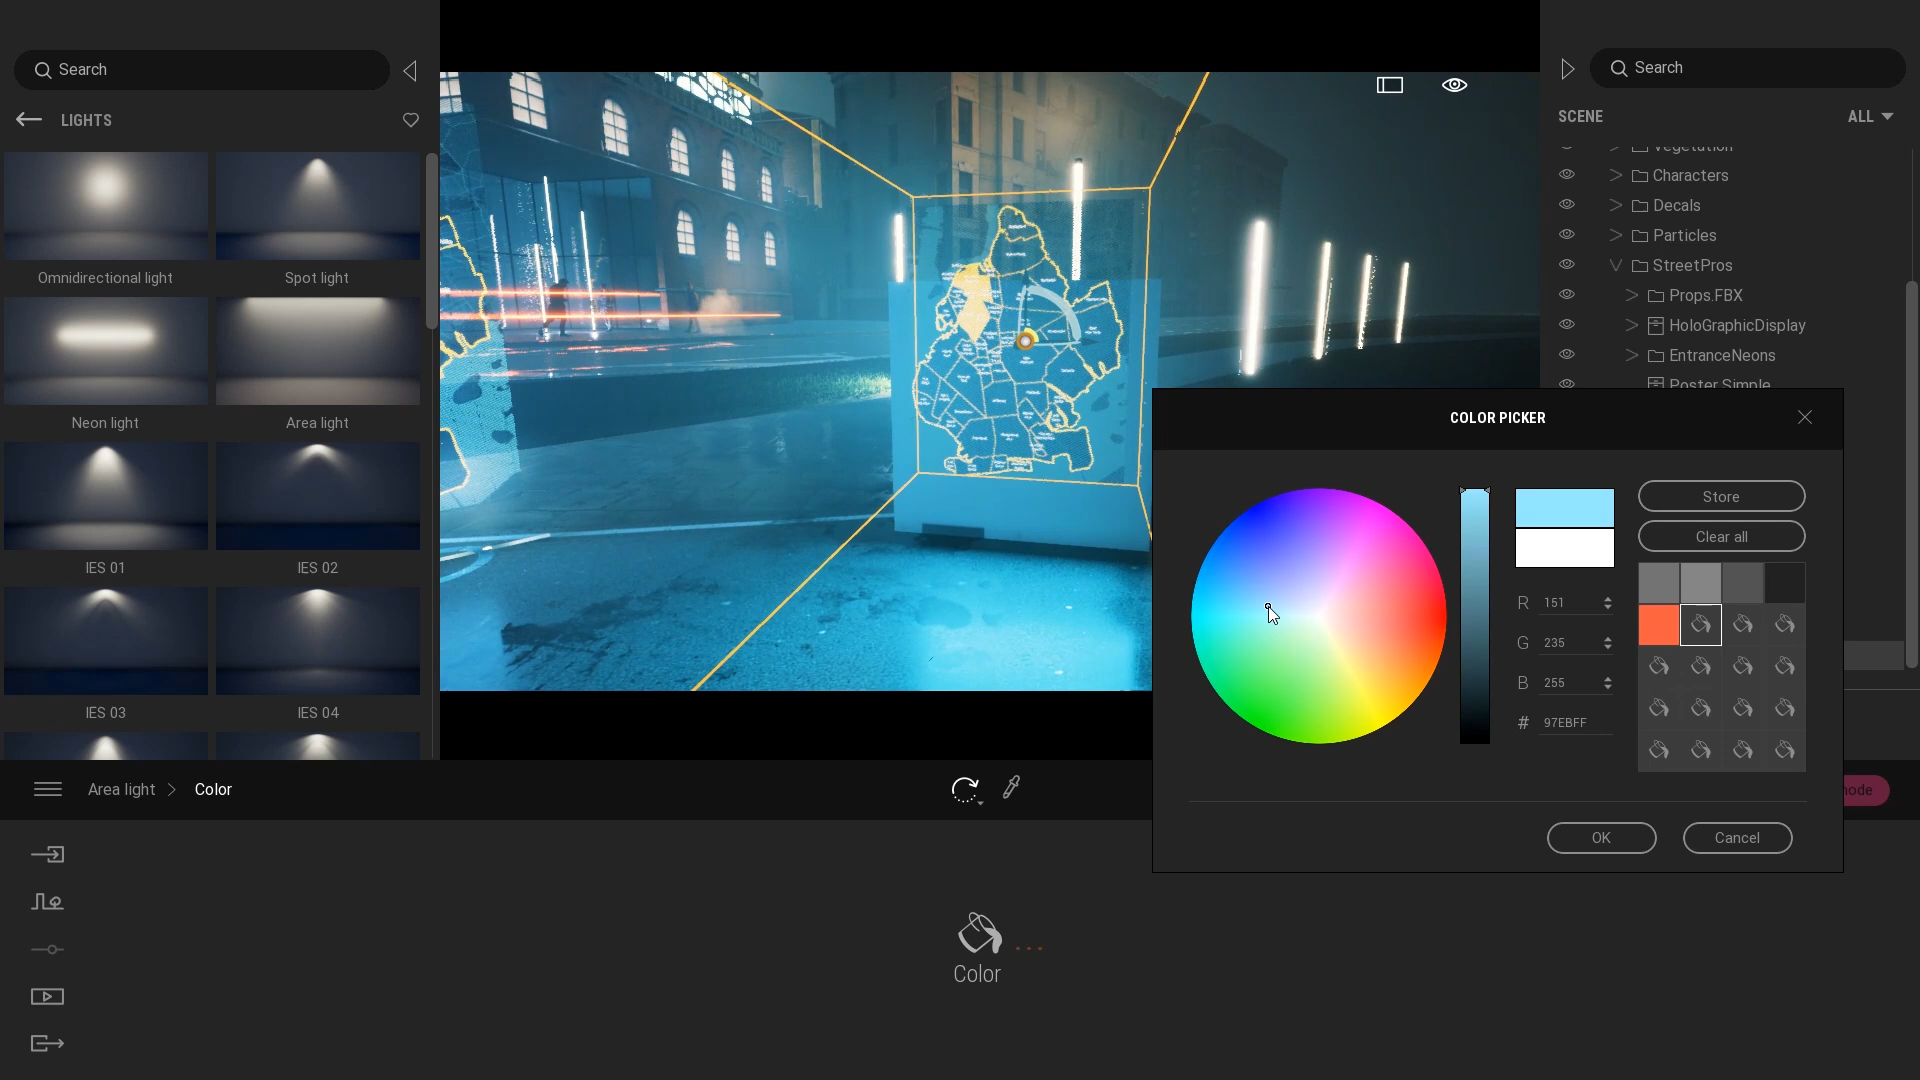 Search
LIGHTS
Omnidirectional light
Spot light
Neon light
Area light
IES 01
IES 02
IES 03
IES 04
Area light
Color
Color
Search
SCENE
ALL
Vegetation
Characters
Decals
Particles
StreetPros
Props.FBX
HoloGraphicDisplay
EntranceNeons
Poster Simple
COLOR PICKER
Store
Clear all
R 151
G 235
B 255
# 97EBFF
OK
Cancel